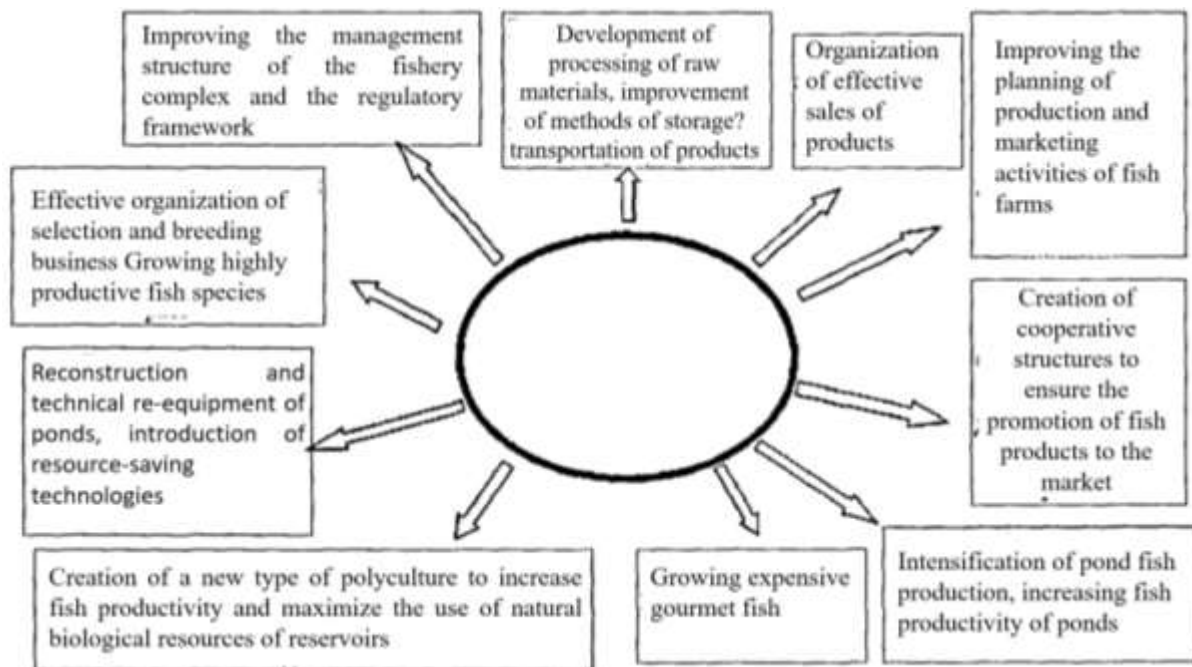 Improving the management
structure of the fishery
complex and the regulatory
framework
Development of
processing of raw
materials, improvement
of methods of storage?
transportation of products
Organization
of effective
sales of
products
Improving the
planning of
production and
marketing
activities of fish
farms
Effective organization of
selection and breeding
business Growing highly
productive fish species
Creation of
cooperative
structures to
ensure the
promotion of fish
products to the
market
Reconstruction and
technical re-equipment of
ponds, introduction of
resource-saving
technologies
Creation of a new type of polyculture to increase
fish productivity and maximize the use of natural
biological resources of reservoirs
Growing expensive
gourmet fish
Intensification of pond fish
production, increasing fish
productivity of ponds